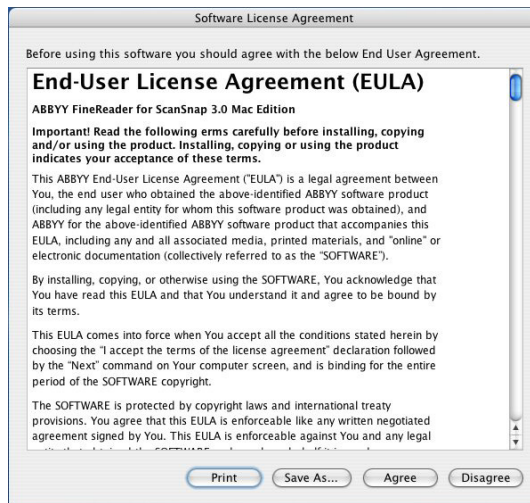 Software License Agreement
Before using this software you should agree with the below End User Agreement.
End-User License Agreement (EULA)
ABBYY FineReader for ScanSnap 3.0 Mac Edition
Important! Read the following erms carefully before installing, copying
and/or using the product. Installing, copying or using the product
indicates your acceptance of these terms.
This ABBYY End-User License Agreement ("EULA") is a legal agreement between
You, the end user who obtained the above-identified ABBYY software product
(including any legal entity for whom this software product was obtained), and
ABBYY for the above-identified ABBYY software product that accompanies this
EULA, including any and all associated media, printed materials, and "online" or
electronic documentation (collectively referred to as the "SOFTWARE").
By installing, copying, or otherwise using the SOFTWARE, You acknowledge that
You have read this EULA and that You understand it and agree to be bound by
its terms.
This EULA comes into force when You accept all the conditions stated herein by
choosing the "I accept the terms of the license agreement" declaration followed
by the "Next" command on Your computer screen, and is binding for the entire
period of the SOFTWARE copyright.
The SOFTWARE is protected by copyright laws and international treaty
provisions. You agree that this EULA is enforceable like any written negotiated
agreement signed by You. This EULA is enforceable against You and any legal
Print
Save As...
Agree
Disagree